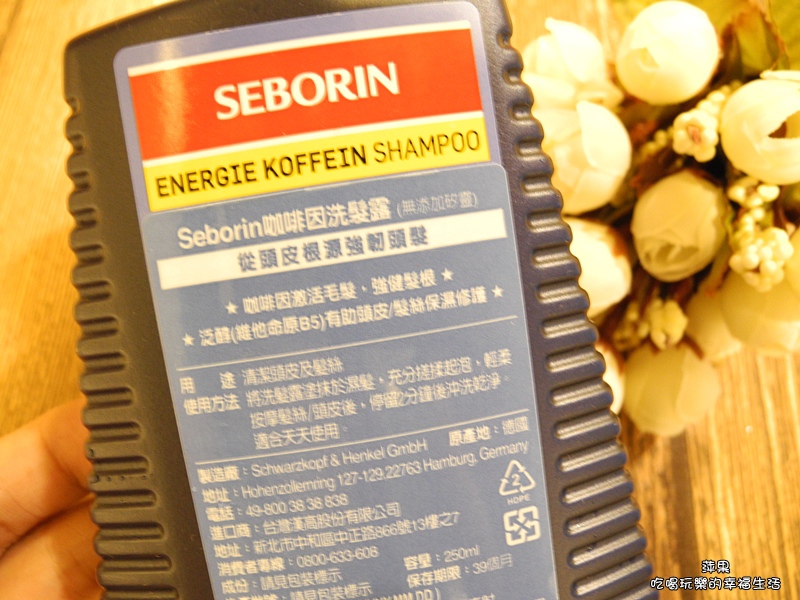 SEBORIN
ENERGIE KOFFEIN SHAMPOO
Seborin咖啡因洗髮露 (無添加矽靈)
從頭皮根源強韌頭髮
★ 咖啡因激活毛髮，強健髮根 ★
★ 泛醇(維他命原B5)有助頭皮/髮絲保濕修護 ★
用 途 清潔頭皮及髮絲
使用方法 將洗髮露塗抹於濕髮，充分搓揉起泡，輕柔
按摩髮絲/頭皮後，停留2分鐘後沖洗乾淨。
適合天天使用。
製造廠：Schwarzkopf & Henkel GmbH 原產地：德國
地址：Hohenzollernring 127-129.22763 Hamburg, Germany
電話：49-800 38 38 838
進口商：台灣漢高股份有限公司
地址：新北市中和區中正路866號13樓之7
消費者專線：0800-633-608 容量：250ml
成份：請見包裝標示 保存期限：39個月
2
HDPE
請見包裝標示
蒎果
吃喝玩樂的幸福生活